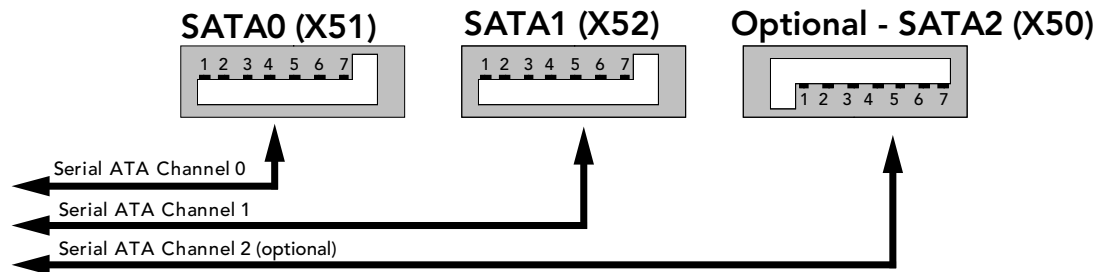 SATA0 (X51) SATA1 (X52) Optional - SATA2 (X50)
1 2 3 4 5 6 7 1 2 3 4 5 6 7
1 2 3 4 5 6 7
Serial ATA Channel 0
Serial ATA Channel 1
Serial ATA Channel 2 (optional)